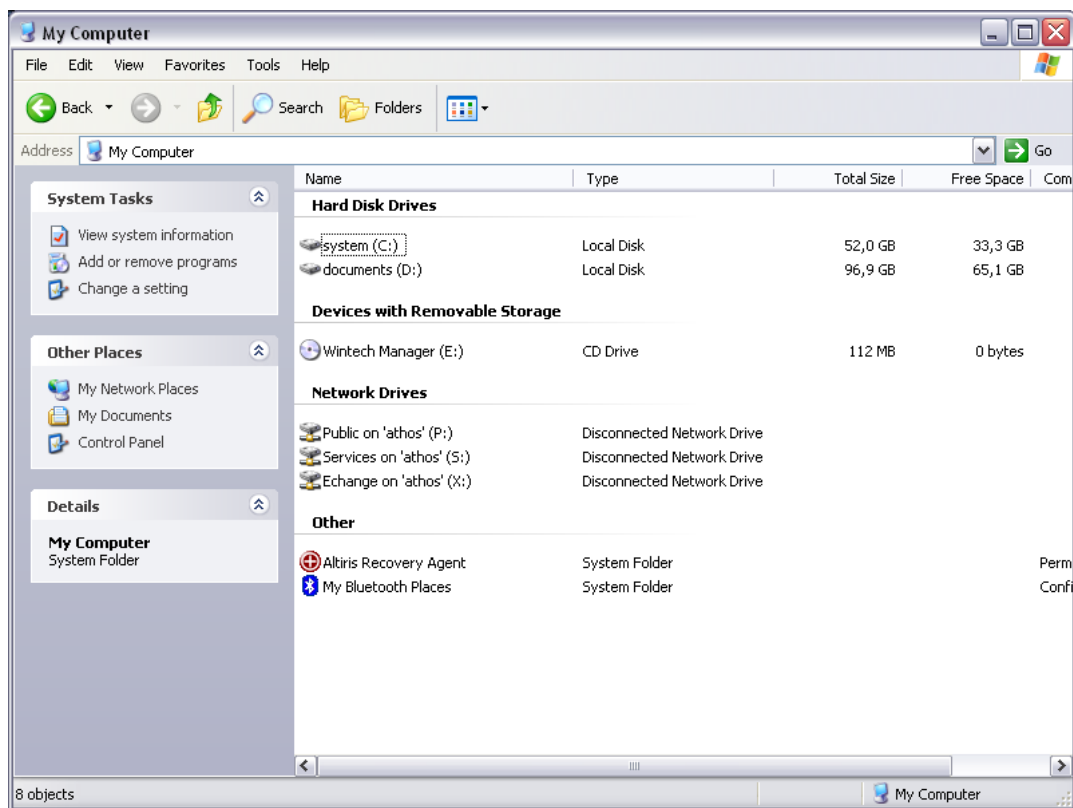 My Computer
File Edit View Favorites Tools Help
Back Search Folders
Address My Computer Go
System Tasks
View system information
Add or remove programs
Change a setting
Other Places
My Network Places
My Documents
Control Panel
Details
My Computer
System Folder
Name Type Total Size Free Space Com
Hard Disk Drives
system (C:) Local Disk 52,0 GB 33,3 GB
documents (D:) Local Disk 96,9 GB 65,1 GB
Devices with Removable Storage
Wintech Manager (E:) CD Drive 112 MB 0 bytes
Network Drives
Public on 'athos' (P:) Disconnected Network Drive
Services on 'athos' (S:) Disconnected Network Drive
Echange on 'athos' (X:) Disconnected Network Drive
Other
Altiris Recovery Agent System Folder Perm
My Bluetooth Places System Folder Confi
8 objects My Computer